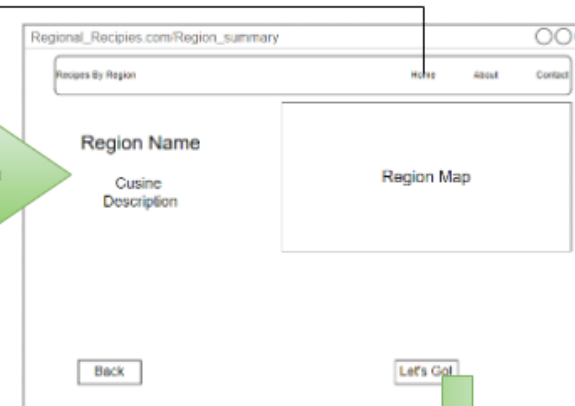 Regional_Recipies.com/Region_summary
Recipes By Region Home About Contact
Region Name
Cusine
Description
Region Map
Back Let's Go!